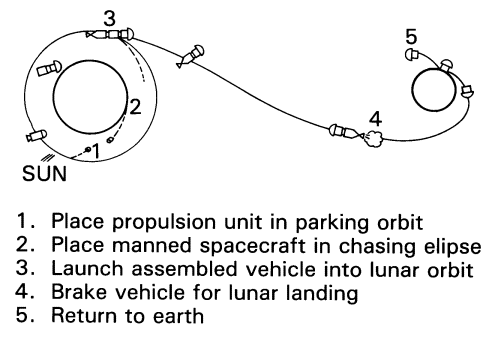 3
5
2
4
1
SUN
1. Place propulsion unit in parking orbit
2. Place manned spacecraft in chasing elipse
3. Launch assembled vehicle into lunar orbit
4. Brake vehicle for lunar landing
5. Return to earth